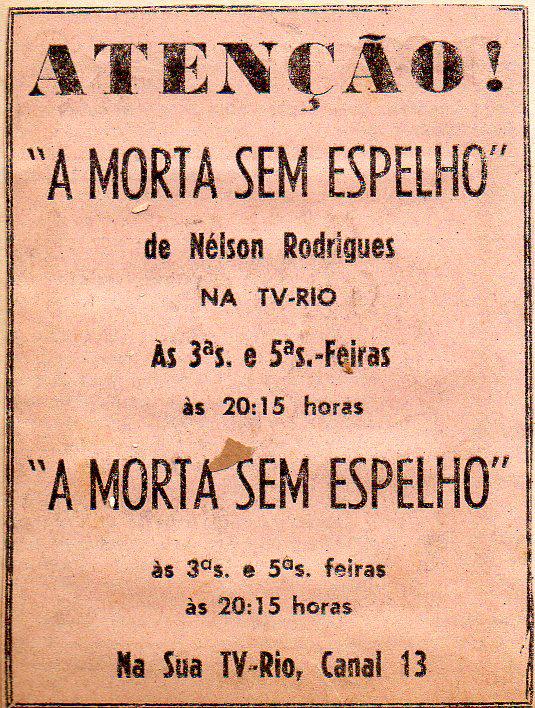 ATENÇÃO!
"A MORTA SEM ESPELHO"
de Nélson Rodrigues
NA TV-RIO
Às 3ªs. e 5ªs.-Feiras
às 20:15 horas
"A MORTA SEM ESPELHO"
às 3ªs. e 5ªs. feiras
às 20:15 horas
Na Sua TV-Rio, Canal 13